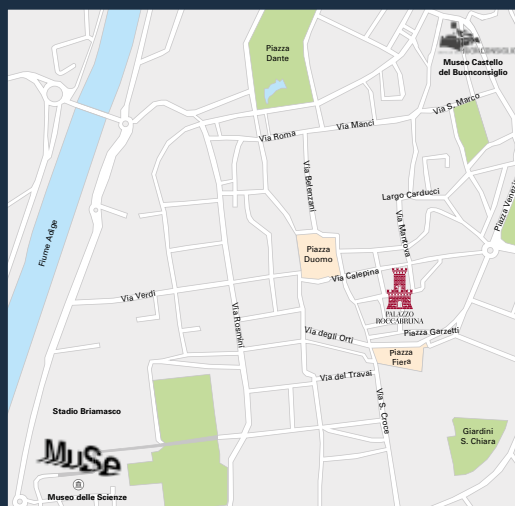 Piazza
Dante
BUONCONSIGLIO
Museo Castello
del Buonconsiglio
Via S. Marco
Via Manci
Via Roma
Via Belenzani
Largo Carducci
Via Mantova
Piazza Venezia
Fiume Adige
Piazza
Duomo
Via Calepina
Via Verdi
Via Rosmini
PALAZZO
ROCCABRUNA
Via degli Orti
Piazza Garzetti
Piazza
Fiera
Via del Travai
Via S. Croce
Stadio Briamasco
Giardini
S. Chiara
MuSe
Museo delle Scienze